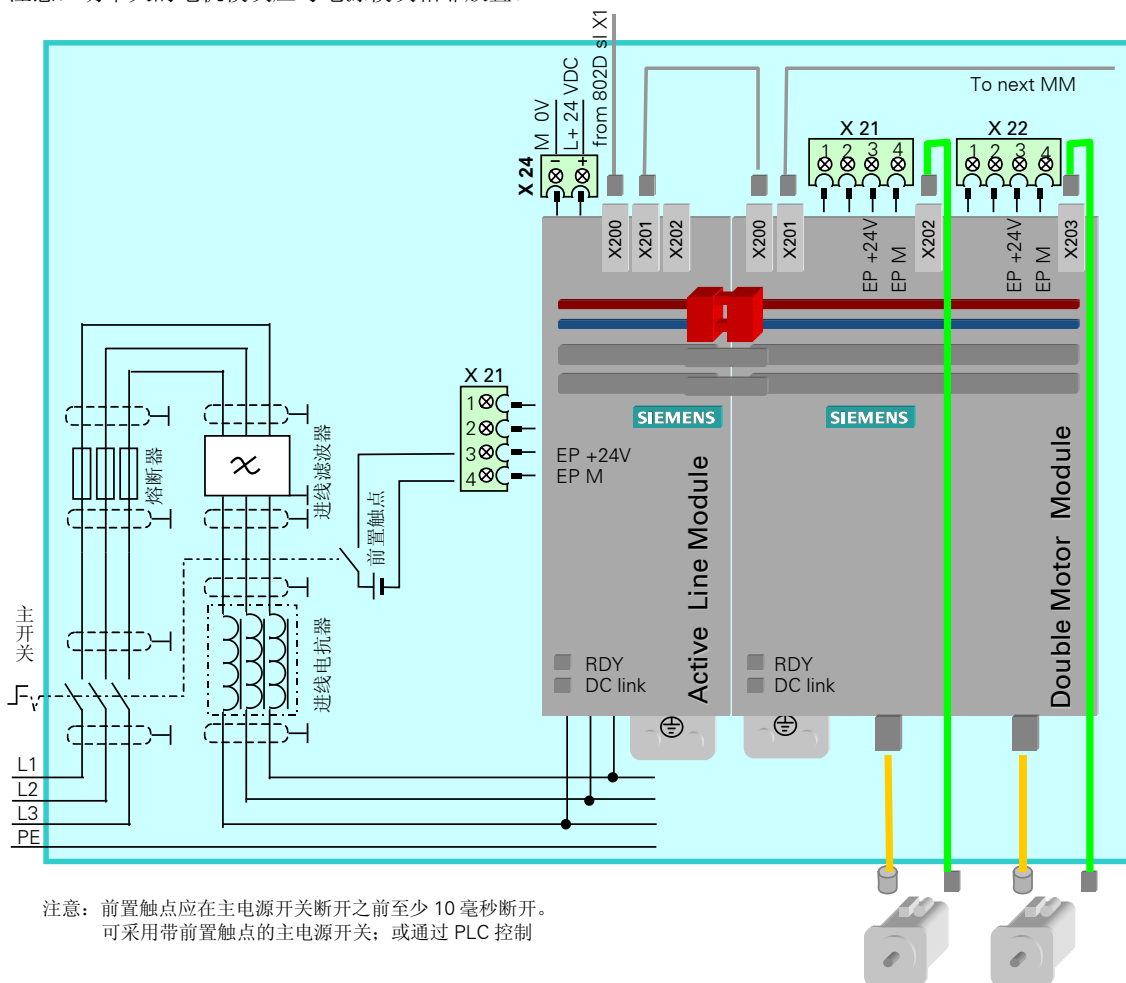 from 802D sl X1
To next MM
X 24
M 0V
L+ 24 VDC
− +
X 21
1 2 3 4
X 22
1 2 3 4
X200
X201
X202
X200
X201
EP +24V
EP M
X202
EP +24V
EP M
X203
X 21
1
2
3
4
EP +24V
EP M
SIEMENS
SIEMENS
熔断器
进线滤波器
前置触点
进线电抗器
主开关
Active Line Module
Double Motor Module
RDY
DC link
RDY
DC link
L1
L2
L3
PE
注意：前置触点应在主电源开关断开之前至少 10 毫秒断开。
可采用带前置触点的主电源开关；或通过 PLC 控制